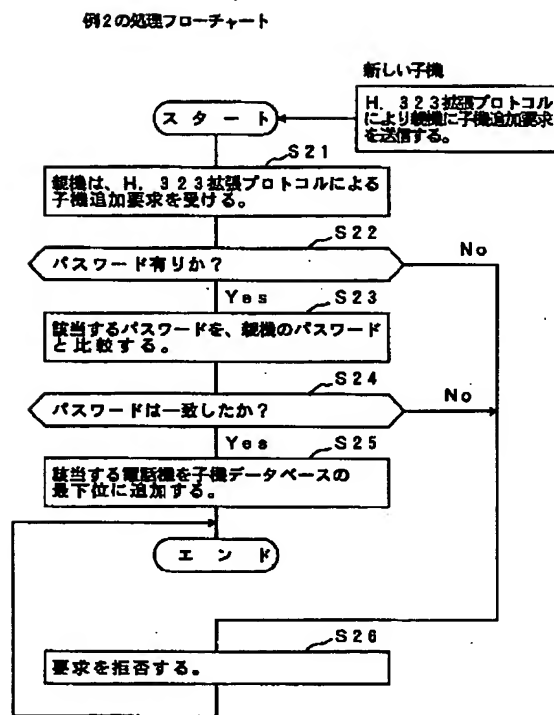 例2の処理フローチャート
新しい子機
H. 323拡張プロトコル
により親機に子機追加要求
を送信する。
スタート
S21
親機は、H. 323拡張プロトコルによる
子機追加要求を受ける。
S22
パスワード有りか?
No
Yes
S23
該当するパスワードを、親機のパスワード
と比較する。
S24
パスワードは一致したか?
No
Yes
S25
該当する電話機を子機データベースの
最下位に追加する。
エンド
S26
要求を拒否する。